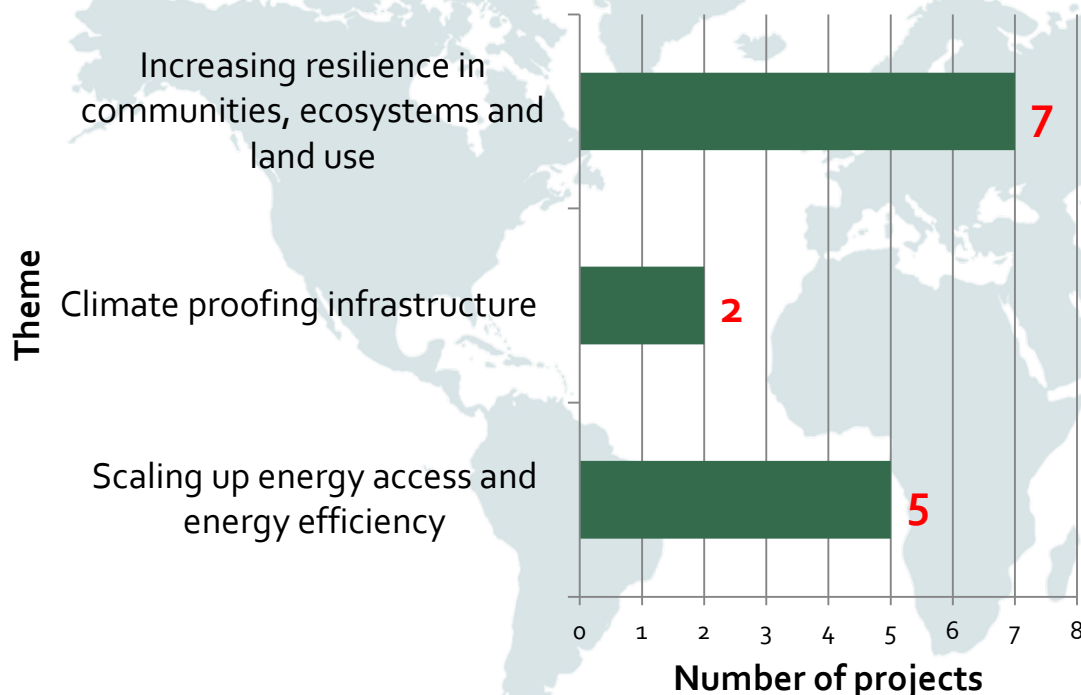 Increasing resilience in
communities, ecosystems and
land use
7
Theme
Climate proofing infrastructure
2
Scaling up energy access and
energy efficiency
5
0 1 2 3 4 5 6 7 8
Number of projects